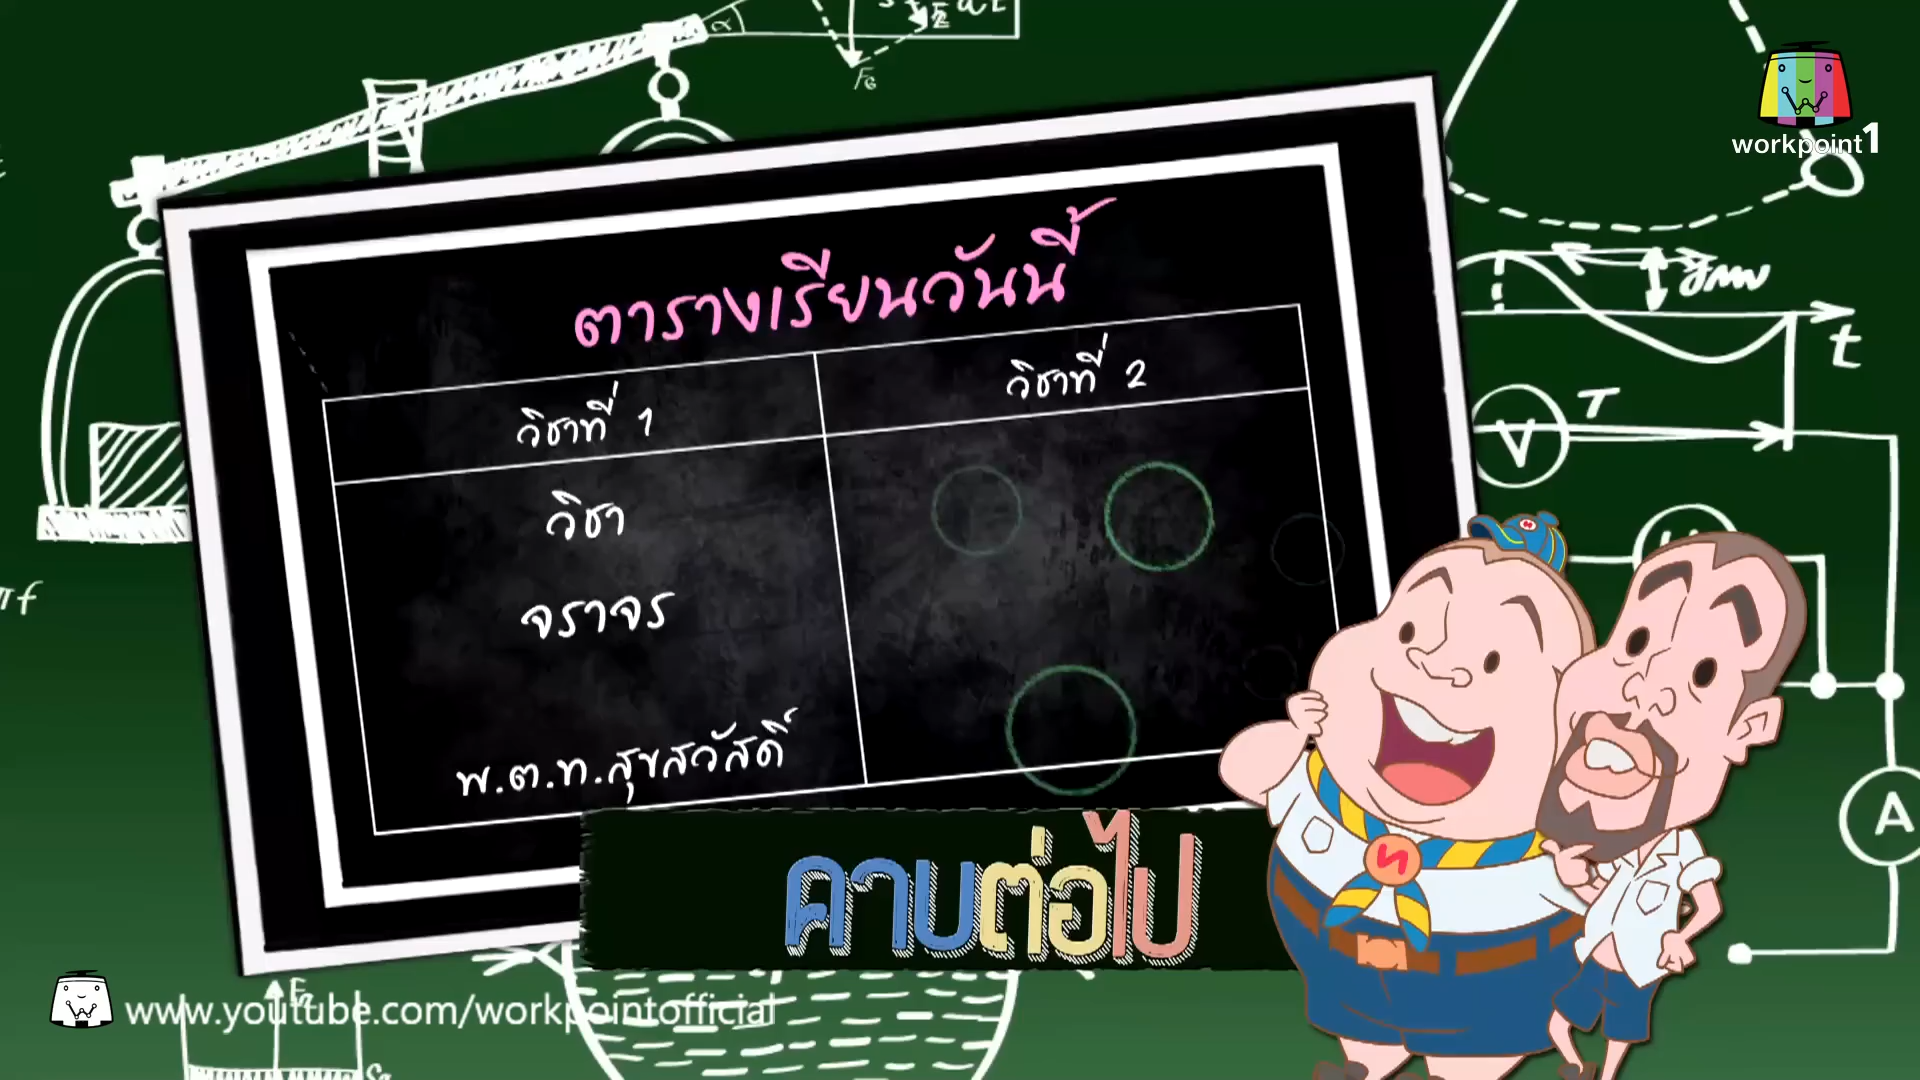 workpoint1
ตารางเรียนวันนี้
วิชาที่ 1
วิชาที่ 2
วิชา
จราจร
พ.ต.ท.สุขสวัสดิ์
คาบต่อไป
www.youtube.com/workpointofficial
α
F₆
t
T
V
A
πf